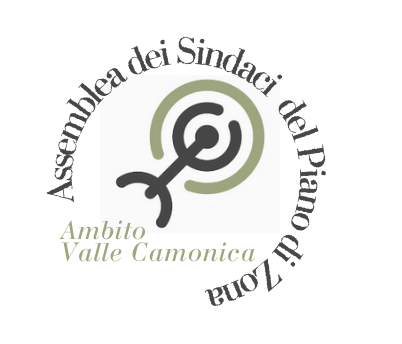 Assemblea dei Sindaci del Piano di Zona
Ambito
Valle Camonica